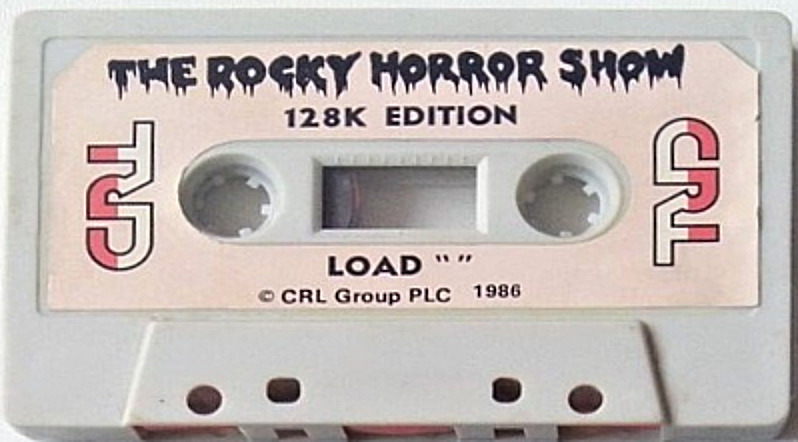 THE ROCKY HORROR SHOW
128K EDITION
CRL
CRL
LOAD “ ”
© CRL Group PLC 1986